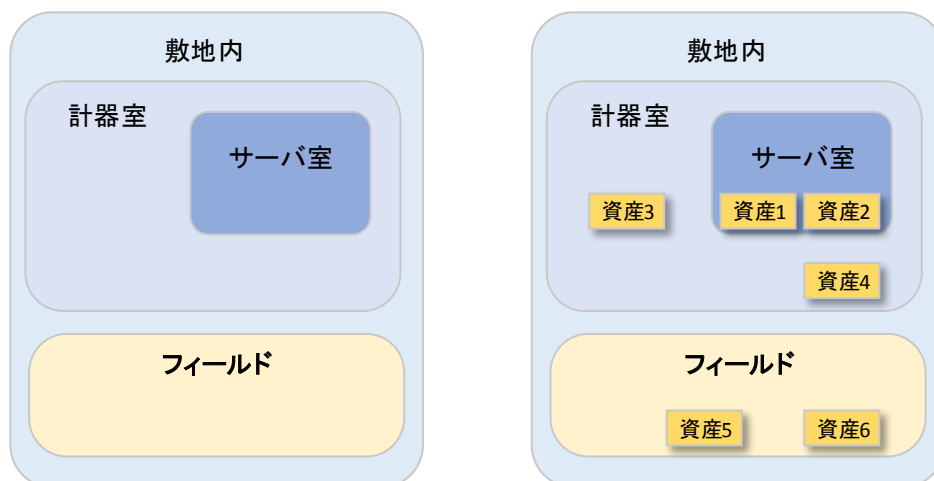 敷地内
計器室
サーバ室
フィールド
敷地内
計器室
サーバ室
資産3
資産1
資産2
資産4
フィールド
資産5
資産6